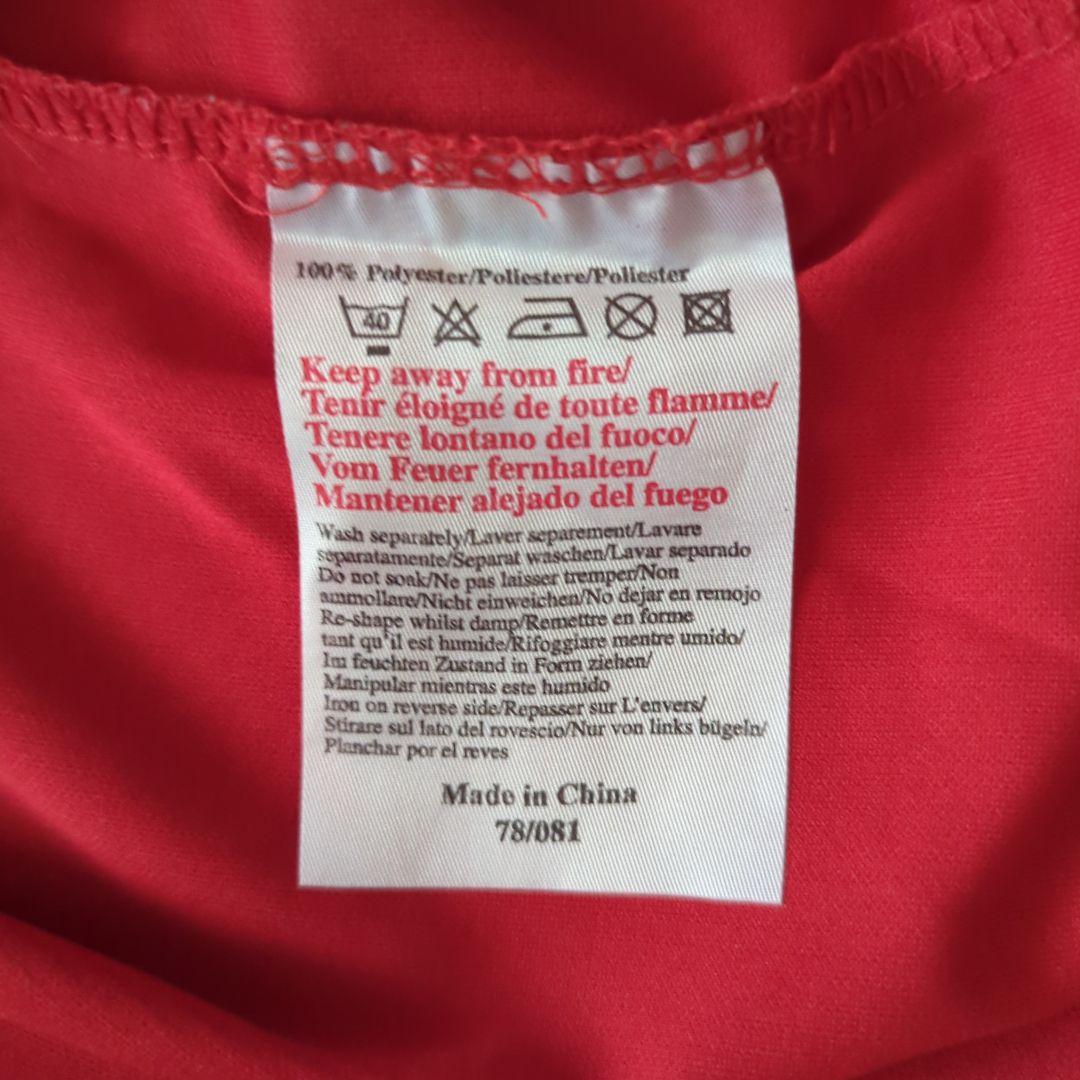 100% Polyester/Poliestere/Poliester
40
Keep away from fire/
Tenir éloigné de toute flamme/
Tenere lontano del fuoco/
Vom Feuer fernhalten/
Mantener alejado del fuego
Wash separately/Laver separement/Lavare
separatamente/Separat waschen/Lavar separado
Do not soak/Ne pas laisser tremper/Non
ammollare/Nicht einweichen/No dejar en remojo
Re-shape whilst damp/Remettre en forme
tant qu'il est humide/Rifoggiare mentre umido/
Im feuchten Zustand in Form ziehen/
Manipular mientras este humido
Iron on reverse side/Repasser sur L'envers/
Stirare sul lato del rovescio/Nur von links bügeln/
Planchar por el reves
Made in China
78/081